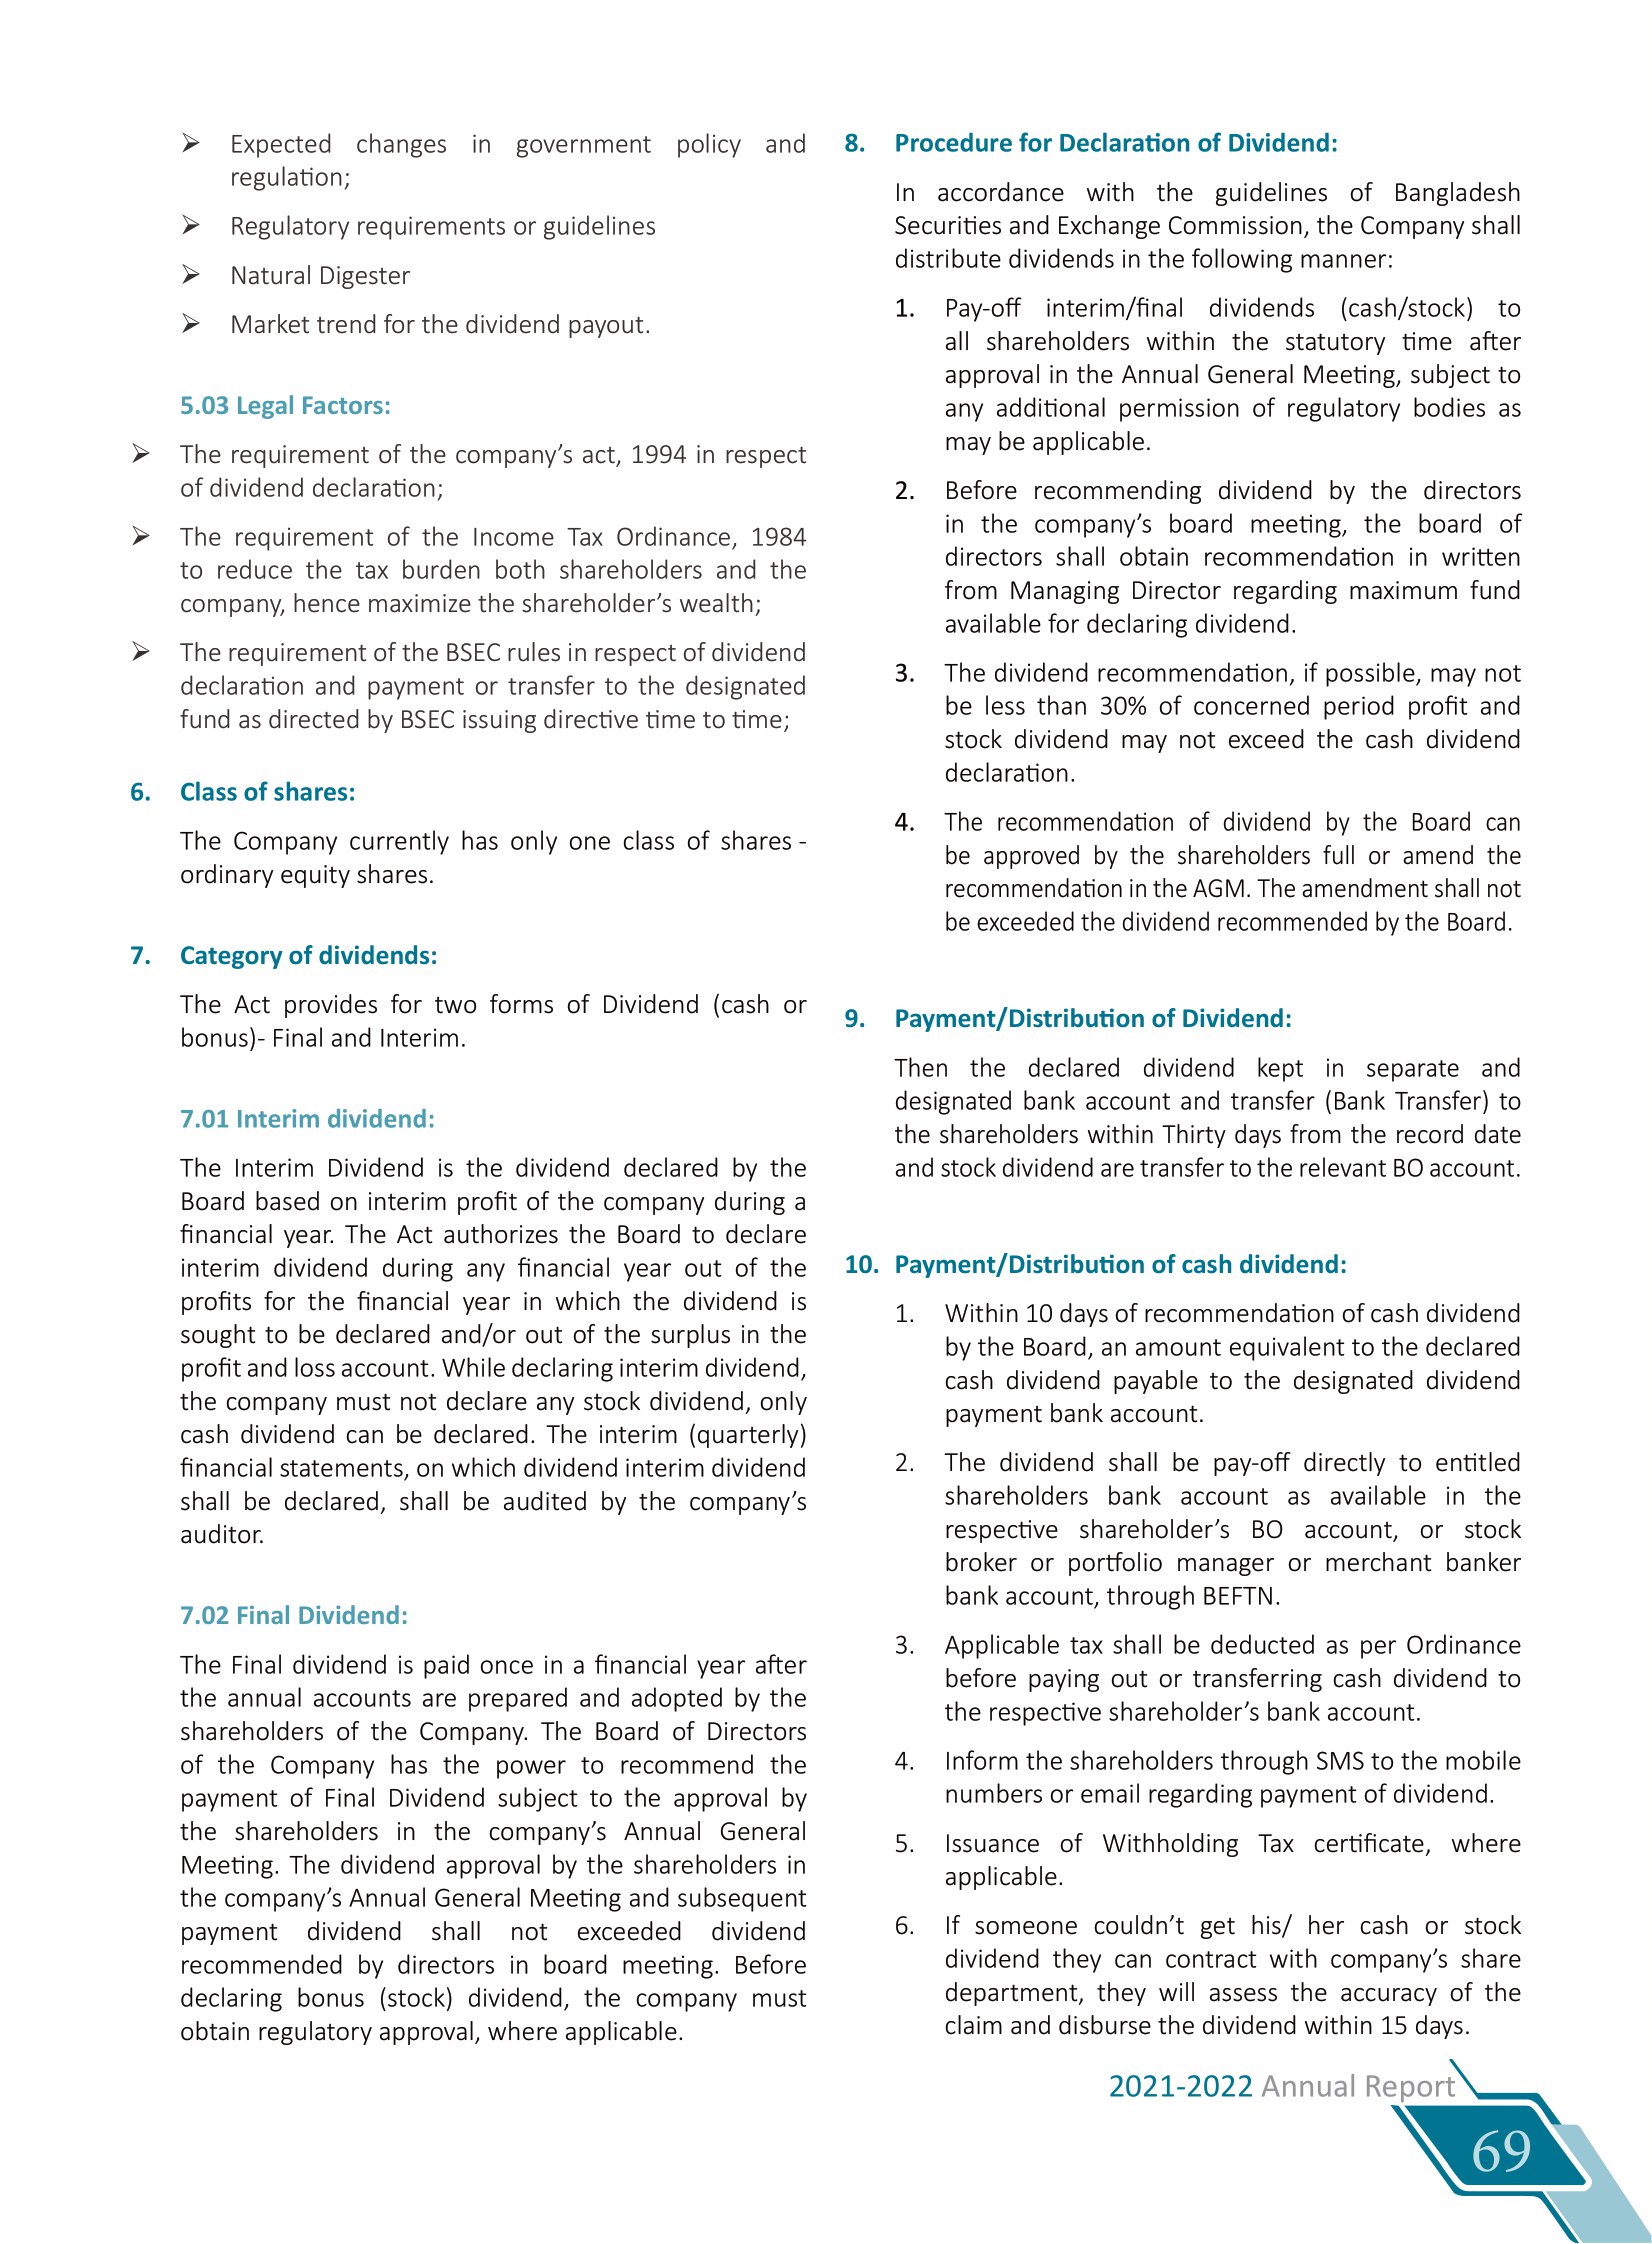 ➢ Expected changes in government policy and
regulation;
➢ Regulatory requirements or guidelines
➢ Natural Digester
➢ Market trend for the dividend payout.
5.03 Legal Factors:
➢ The requirement of the company’s act, 1994 in respect
of dividend declaration;
➢ The requirement of the Income Tax Ordinance, 1984
to reduce the tax burden both shareholders and the
company, hence maximize the shareholder’s wealth;
➢ The requirement of the BSEC rules in respect of dividend
declaration and payment or transfer to the designated
fund as directed by BSEC issuing directive time to time;
6. Class of shares:
The Company currently has only one class of shares -
ordinary equity shares.
7. Category of dividends:
The Act provides for two forms of Dividend (cash or
bonus)- Final and Interim.
7.01 Interim dividend:
The Interim Dividend is the dividend declared by the
Board based on interim profit of the company during a
financial year. The Act authorizes the Board to declare
interim dividend during any financial year out of the
profits for the financial year in which the dividend is
sought to be declared and/or out of the surplus in the
profit and loss account. While declaring interim dividend,
the company must not declare any stock dividend, only
cash dividend can be declared. The interim (quarterly)
financial statements, on which dividend interim dividend
shall be declared, shall be audited by the company’s
auditor.
7.02 Final Dividend:
The Final dividend is paid once in a financial year after
the annual accounts are prepared and adopted by the
shareholders of the Company. The Board of Directors
of the Company has the power to recommend the
payment of Final Dividend subject to the approval by
the shareholders in the company’s Annual General
Meeting. The dividend approval by the shareholders in
the company’s Annual General Meeting and subsequent
payment dividend shall not exceeded dividend
recommended by directors in board meeting. Before
declaring bonus (stock) dividend, the company must
obtain regulatory approval, where applicable.
8. Procedure for Declaration of Dividend:
In accordance with the guidelines of Bangladesh
Securities and Exchange Commission, the Company shall
distribute dividends in the following manner:
1. Pay-off interim/final dividends (cash/stock) to
all shareholders within the statutory time after
approval in the Annual General Meeting, subject to
any additional permission of regulatory bodies as
may be applicable.
2. Before recommending dividend by the directors
in the company’s board meeting, the board of
directors shall obtain recommendation in written
from Managing Director regarding maximum fund
available for declaring dividend.
3. The dividend recommendation, if possible, may not
be less than 30% of concerned period profit and
stock dividend may not exceed the cash dividend
declaration.
4. The recommendation of dividend by the Board can
be approved by the shareholders full or amend the
recommendation in the AGM. The amendment shall not
be exceeded the dividend recommended by the Board.
9. Payment/Distribution of Dividend:
Then the declared dividend kept in separate and
designated bank account and transfer (Bank Transfer) to
the shareholders within Thirty days from the record date
and stock dividend are transfer to the relevant BO account.
10. Payment/Distribution of cash dividend:
1. Within 10 days of recommendation of cash dividend
by the Board, an amount equivalent to the declared
cash dividend payable to the designated dividend
payment bank account.
2. The dividend shall be pay-off directly to entitled
shareholders bank account as available in the
respective shareholder’s BO account, or stock
broker or portfolio manager or merchant banker
bank account, through BEFTN.
3. Applicable tax shall be deducted as per Ordinance
before paying out or transferring cash dividend to
the respective shareholder’s bank account.
4. Inform the shareholders through SMS to the mobile
numbers or email regarding payment of dividend.
5. Issuance of Withholding Tax certificate, where
applicable.
6. If someone couldn’t get his/ her cash or stock
dividend they can contract with company’s share
department, they will assess the accuracy of the
claim and disburse the dividend within 15 days.
2021-2022 Annual Report
69